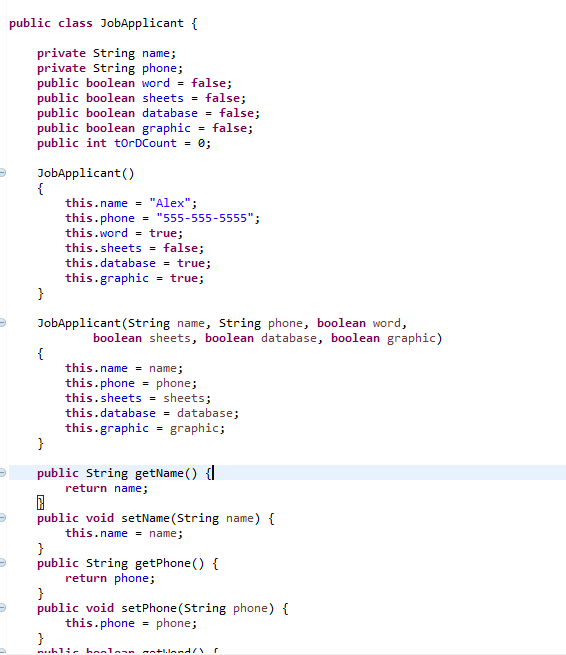 public class JobApplicant {
private String name;
private String phone;
public boolean word = false;
public boolean sheets = false;
public boolean database = false;
public boolean graphic = false;
public int tOrDCount = 0;
JobApplicant()
{
this.name = "Alex";
this.phone = "555-555-5555";
this.word = true;
this.sheets = false;
this.database = true;
this.graphic = true;
}
JobApplicant(String name, String phone, boolean word,
boolean sheets, boolean database, boolean graphic)
{
this.name = name;
this.phone = phone;
this.sheets = sheets;
this.database = database;
this.graphic = graphic;
}
public String getName() {
return name;
}
public void setName(String name) {
this.name = name;
}
public String getPhone() {
return phone;
}
public void setPhone(String phone) {
this.phone = phone;
}
public boolean getWord() {